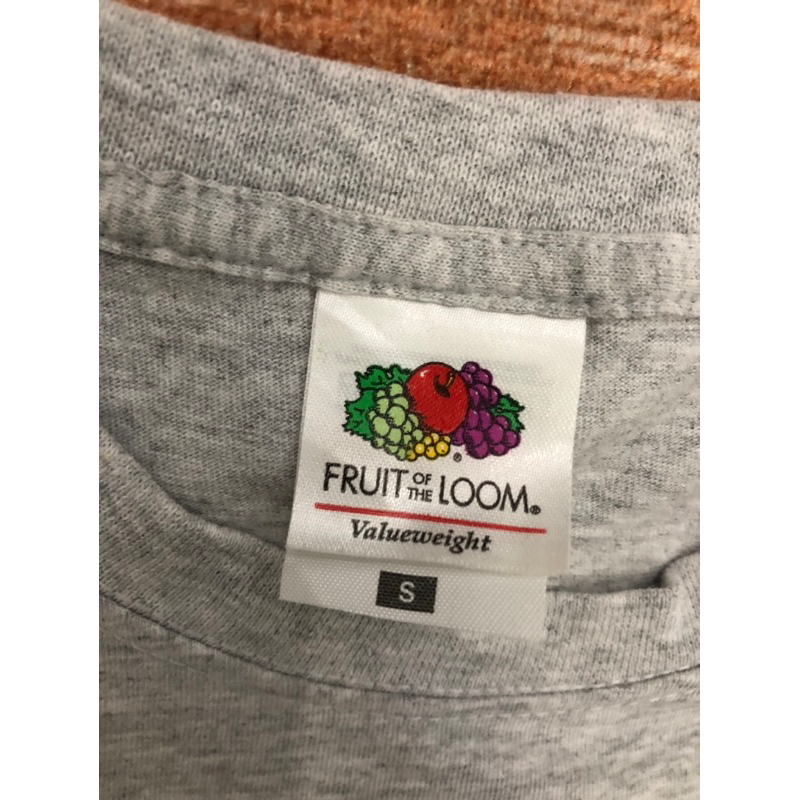 FRUIT OF THE LOOM®
Valueweight
S